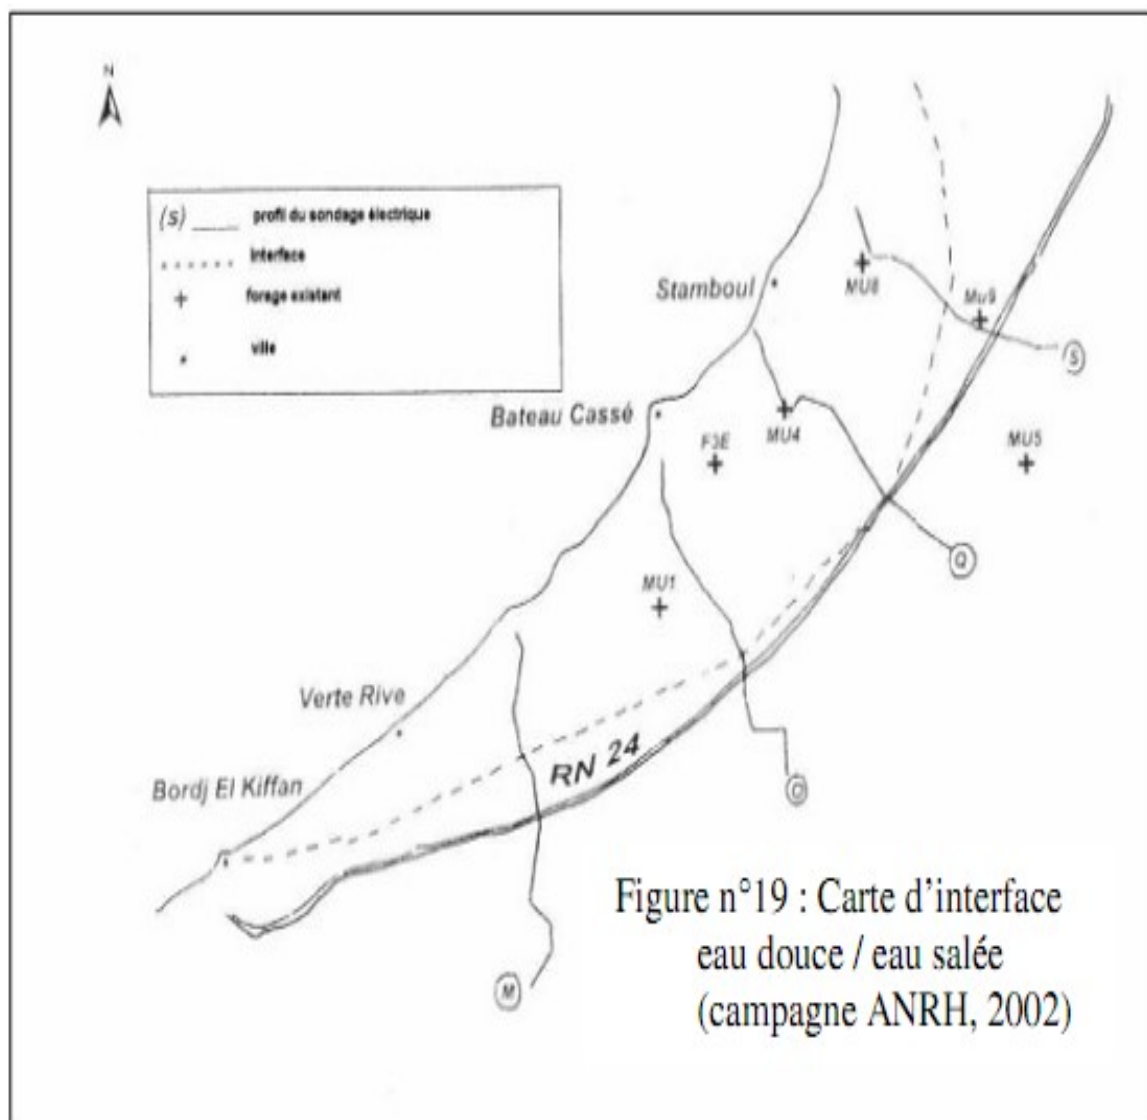 N
(s) profil du sondage électrique
interface
forage existant
ville
Stamboul
MU8
Mu9
S
Bateau Cassé
F3E
MU4
MU5
Q
MU1
Verte Rive
RN 24
Bordj El Kiffan
O
M
Figure n°19 : Carte d'interface
eau douce / eau salée
(campagne ANRH, 2002)